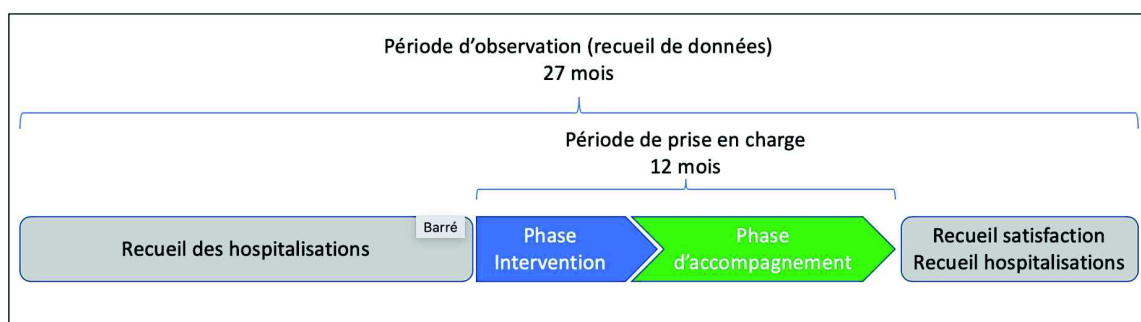 Période d'observation (recueil de données)
27 mois
Période de prise en charge
12 mois
Recueil des hospitalisations
Barré
Phase
Intervention
Phase
d'accompagnement
Recueil satisfaction
Recueil hospitalisations